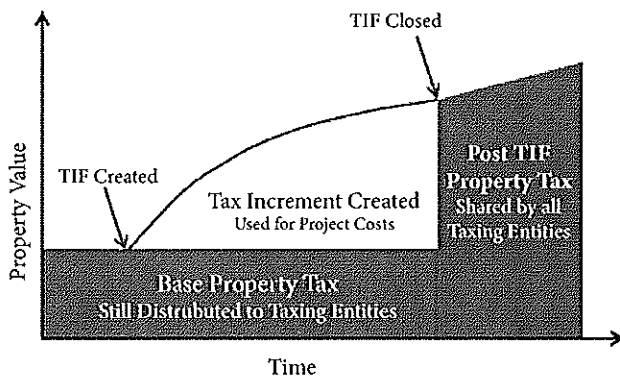 TIF Closed
TIF Created
Property Value
Tax Increment Created
Used for Project Costs
Post TIF
Property Tax
Shared by all
Taxing Entities
Base Property Tax
Still Distrubuted to Taxing Entities
Time